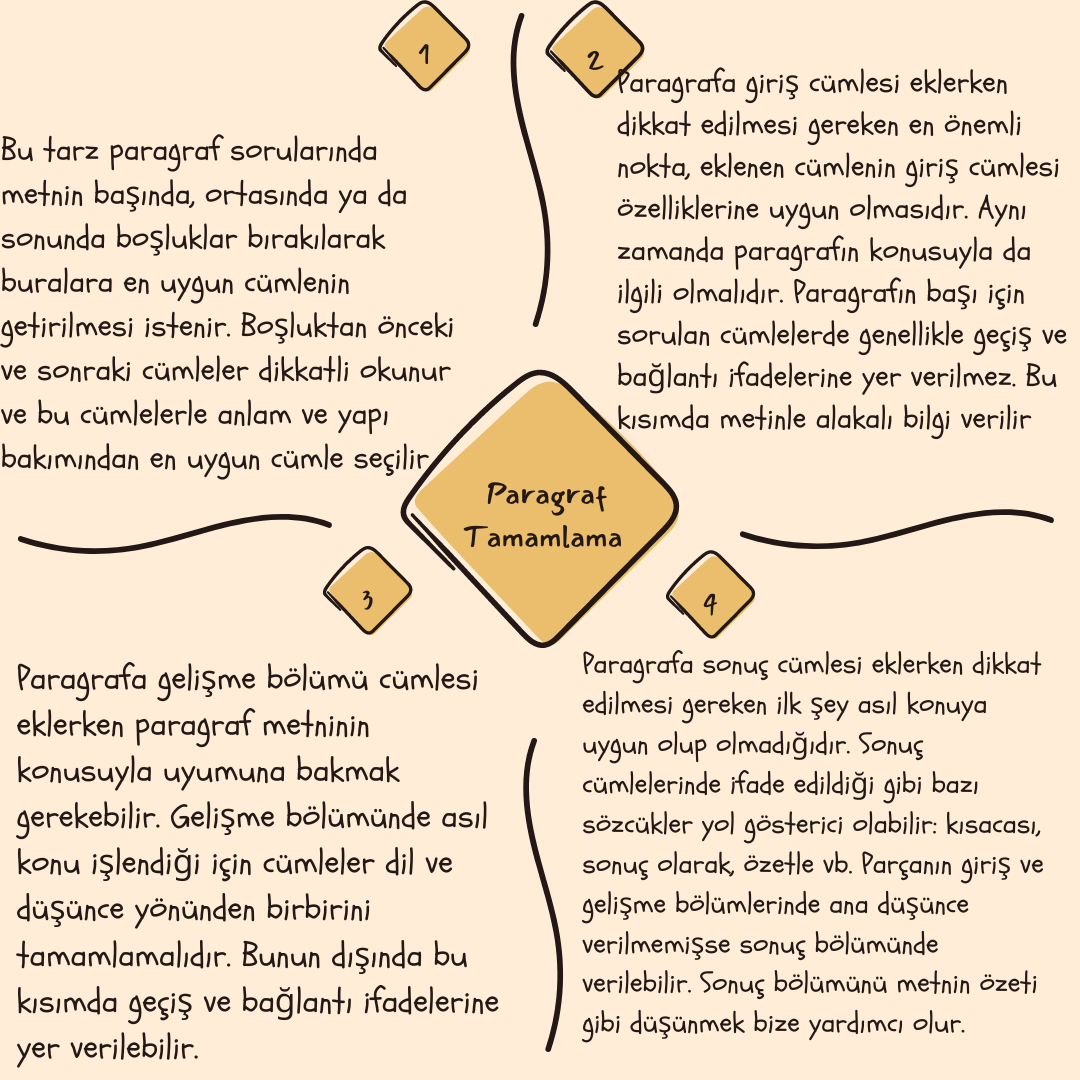 1
Bu tarz paragraf sorularında
metnin başında, ortasında ya da
sonunda boşluklar bırakılarak
buralara en uygun cümlenin
getirilmesi istenir. Boşluktan önceki
ve sonraki cümleler dikkatli okunur
ve bu cümlelerle anlam ve yapı
bakımından en uygun cümle seçilir
2
Paragrafa giriş cümlesi eklerken
dikkat edilmesi gereken en önemli
nokta, eklenen cümlenin giriş cümlesi
özelliklerine uygun olmasıdır. Aynı
zamanda paragrafın konusuyla da
ilgili olmalıdır. Paragrafın başı için
sorulan cümlelerde genellikle geçiş ve
bağlantı ifadelerine yer verilmez. Bu
kısımda metinle alakalı bilgi verilir
Paragraf
Tamamlama
3
Paragrafa gelişme bölümü cümlesi
eklerken paragraf metninin
konusuyla uyumuna bakmak
gerekebilir. Gelişme bölümünde asıl
konu işlendiği için cümleler dil ve
düşünce yönünden birbirini
tamamlamalıdır. Bunun dışında bu
kısımda geçiş ve bağlantı ifadelerine
yer verilebilir.
4
Paragrafa sonuç cümlesi eklerken dikkat
edilmesi gereken ilk şey asıl konuya
uygun olup olmadığıdır. Sonuç
cümlelerinde ifade edildiği gibi bazı
sözcükler yol gösterici olabilir: kısacası,
sonuç olarak, özetle vb. Parçanın giriş ve
gelişme bölümlerinde ana düşünce
verilmemişse sonuç bölümünde
verilebilir. Sonuç bölümünü metnin özeti
gibi düşünmek bize yardımcı olur.